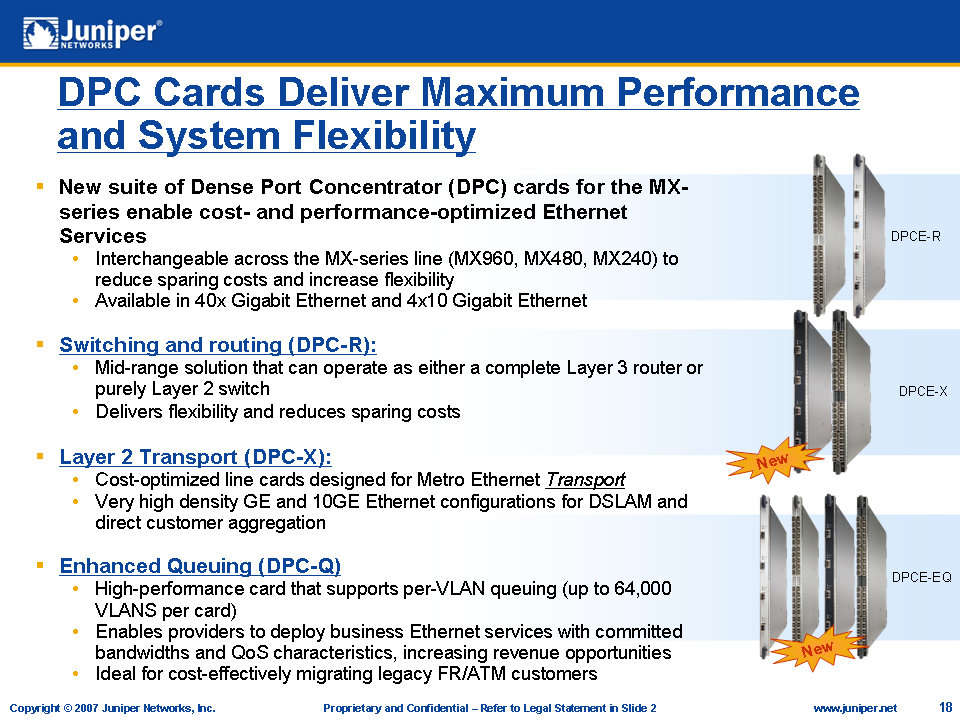 Juniper®
NETWORKS
DPC Cards Deliver Maximum Performance
and System Flexibility
New suite of Dense Port Concentrator (DPC) cards for the MX-
series enable cost- and performance-optimized Ethernet
Services
• Interchangeable across the MX-series line (MX960, MX480, MX240) to
reduce sparing costs and increase flexibility
• Available in 40x Gigabit Ethernet and 4x10 Gigabit Ethernet
Switching and routing (DPC-R):
• Mid-range solution that can operate as either a complete Layer 3 router or
purely Layer 2 switch
• Delivers flexibility and reduces sparing costs
Layer 2 Transport (DPC-X):
• Cost-optimized line cards designed for Metro Ethernet Transport
• Very high density GE and 10GE Ethernet configurations for DSLAM and
direct customer aggregation
Enhanced Queuing (DPC-Q)
• High-performance card that supports per-VLAN queuing (up to 64,000
VLANS per card)
• Enables providers to deploy business Ethernet services with committed
bandwidths and QoS characteristics, increasing revenue opportunities
• Ideal for cost-effectively migrating legacy FR/ATM customers
DPCE-R
DPCE-X
New
DPCE-EQ
New
Copyright © 2007 Juniper Networks, Inc.
Proprietary and Confidential – Refer to Legal Statement in Slide 2
www.juniper.net
18